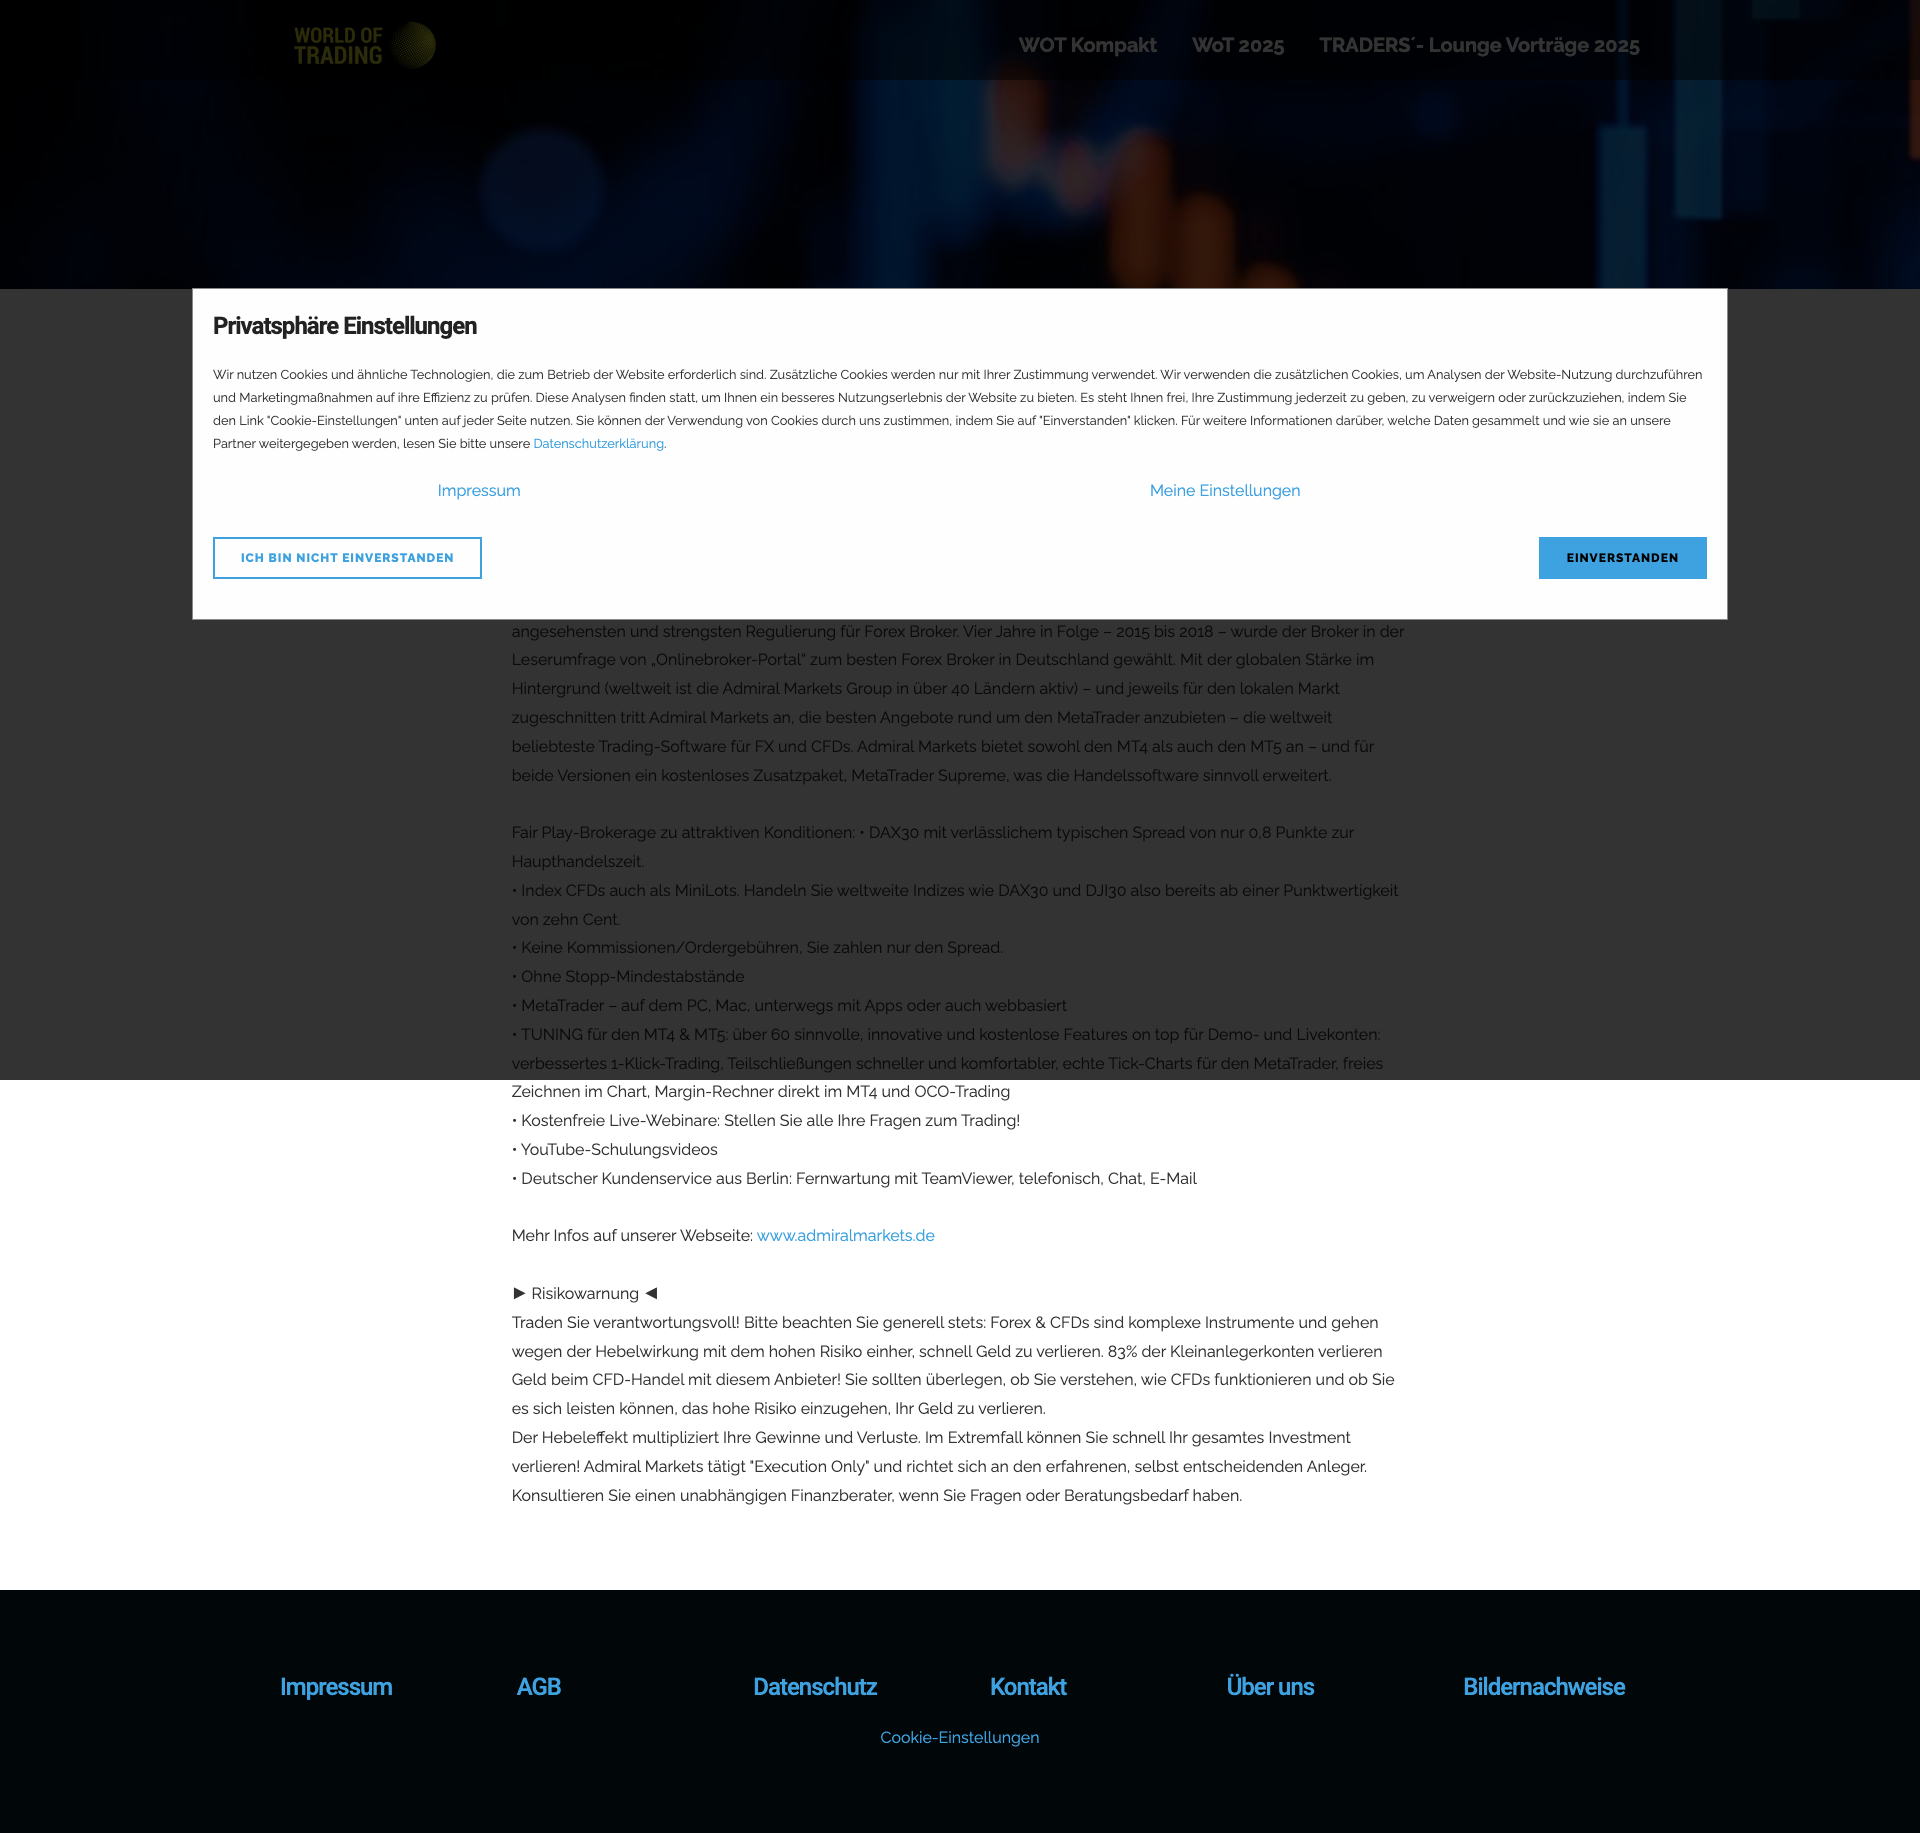 WORLD OF
TRADING
WOT Kompakt
WoT 2025
TRADERS´- Lounge Vorträge 2025
Privatsphäre Einstellungen
Wir nutzen Cookies und ähnliche Technologien, die zum Betrieb der Website erforderlich sind. Zusätzliche Cookies werden nur mit Ihrer Zustimmung verwendet. Wir verwenden die zusätzlichen Cookies, um Analysen der Website-Nutzung durchzuführen
und Marketingmaßnahmen auf ihre Effizienz zu prüfen. Diese Analysen finden statt, um Ihnen ein besseres Nutzungserlebnis der Website zu bieten. Es steht Ihnen frei, Ihre Zustimmung jederzeit zu geben, zu verweigern oder zurückzuziehen, indem Sie
den Link "Cookie-Einstellungen" unten auf jeder Seite nutzen. Sie können der Verwendung von Cookies durch uns zustimmen, indem Sie auf "Einverstanden" klicken. Für weitere Informationen darüber, welche Daten gesammelt und wie sie an unsere
Partner weitergegeben werden, lesen Sie bitte unsere Datenschutzerklärung.
Impressum
Meine Einstellungen
ICH BIN NICHT EINVERSTANDEN
EINVERSTANDEN
angesehensten und strengsten Regulierung für Forex Broker. Vier Jahre in Folge – 2015 bis 2018 – wurde der Broker in der
Leserumfrage von „Onlinebroker-Portal“ zum besten Forex Broker in Deutschland gewählt. Mit der globalen Stärke im
Hintergrund (weltweit ist die Admiral Markets Group in über 40 Ländern aktiv) – und jeweils für den lokalen Markt
zugeschnitten tritt Admiral Markets an, die besten Angebote rund um den MetaTrader anzubieten – die weltweit
beliebteste Trading-Software für FX und CFDs. Admiral Markets bietet sowohl den MT4 als auch den MT5 an – und für
beide Versionen ein kostenloses Zusatzpaket, MetaTrader Supreme, was die Handelssoftware sinnvoll erweitert.
Fair Play-Brokerage zu attraktiven Konditionen: • DAX30 mit verlässlichem typischen Spread von nur 0,8 Punkte zur
Haupthandelszeit.
• Index CFDs auch als MiniLots. Handeln Sie weltweite Indizes wie DAX30 und DJI30 also bereits ab einer Punktwertigkeit
von zehn Cent.
• Keine Kommissionen/Ordergebühren, Sie zahlen nur den Spread.
• Ohne Stopp-Mindestabstände
• MetaTrader – auf dem PC, Mac, unterwegs mit Apps oder auch webbasiert
• TUNING für den MT4 & MT5: über 60 sinnvolle, innovative und kostenlose Features on top für Demo- und Livekonten:
verbessertes 1-Klick-Trading, Teilschließungen schneller und komfortabler, echte Tick-Charts für den MetaTrader, freies
Zeichnen im Chart, Margin-Rechner direkt im MT4 und OCO-Trading
• Kostenfreie Live-Webinare: Stellen Sie alle Ihre Fragen zum Trading!
• YouTube-Schulungsvideos
• Deutscher Kundenservice aus Berlin: Fernwartung mit TeamViewer, telefonisch, Chat, E-Mail
Mehr Infos auf unserer Webseite: www.admiralmarkets.de
► Risikowarnung ◄
Traden Sie verantwortungsvoll! Bitte beachten Sie generell stets: Forex & CFDs sind komplexe Instrumente und gehen
wegen der Hebelwirkung mit dem hohen Risiko einher, schnell Geld zu verlieren. 83% der Kleinanlegerkonten verlieren
Geld beim CFD-Handel mit diesem Anbieter! Sie sollten überlegen, ob Sie verstehen, wie CFDs funktionieren und ob Sie
es sich leisten können, das hohe Risiko einzugehen, Ihr Geld zu verlieren.
Der Hebeleffekt multipliziert Ihre Gewinne und Verluste. Im Extremfall können Sie schnell Ihr gesamtes Investment
verlieren! Admiral Markets tätigt "Execution Only" und richtet sich an den erfahrenen, selbst entscheidenden Anleger.
Konsultieren Sie einen unabhängigen Finanzberater, wenn Sie Fragen oder Beratungsbedarf haben.
Impressum
AGB
Datenschutz
Kontakt
Über uns
Bildernachweise
Cookie-Einstellungen